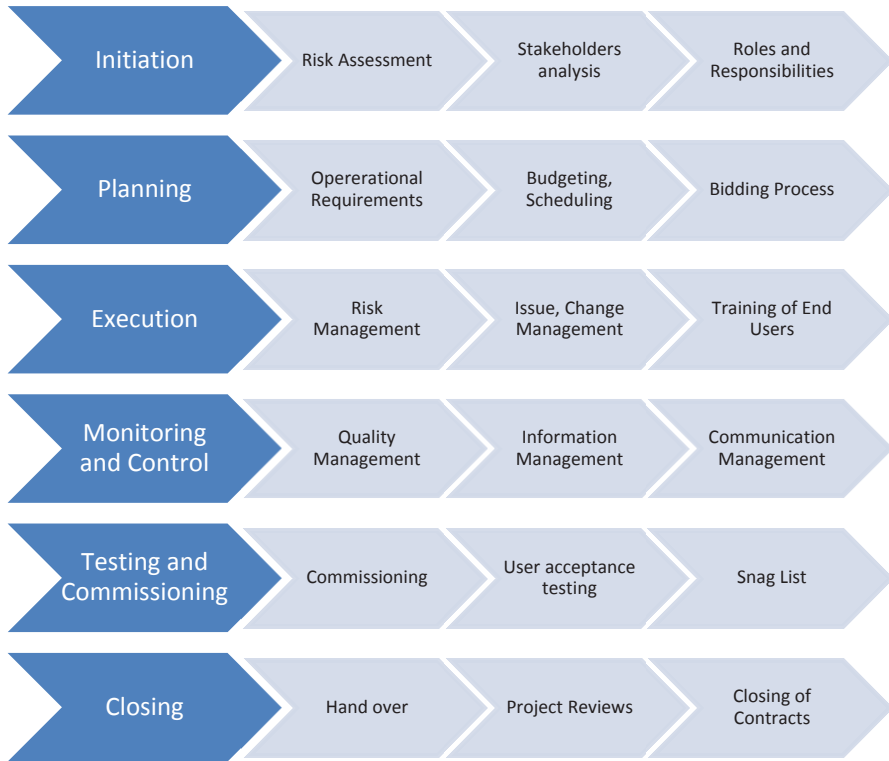 Initiation
Risk Assessment
Stakeholders
analysis
Roles and
Responsibilities
Planning
Opererational
Requirements
Budgeting,
Scheduling
Bidding Process
Execution
Risk
Management
Issue, Change
Management
Training of End
Users
Monitoring
and Control
Quality
Management
Information
Management
Communication
Management
Testing and
Commissioning
Commissioning
User acceptance
testing
Snag List
Closing
Hand over
Project Reviews
Closing of
Contracts